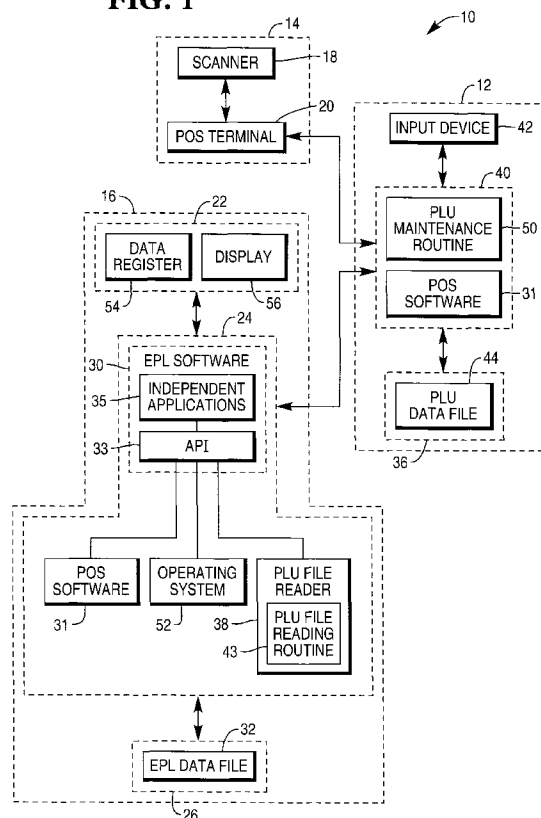 FIG. 1
14
10
SCANNER
18
20
12
POS TERMINAL
INPUT DEVICE
42
40
16
22
PLU
MAINTENANCE
ROUTINE
50
DATA
REGISTER
DISPLAY
54
56
24
POS
SOFTWARE
31
30
EPL SOFTWARE
35
INDEPENDENT
APPLICATIONS
44
PLU
DATA FILE
33
API
36
POS
SOFTWARE
OPERATING
SYSTEM
PLU FILE
READER
31
52
38
PLU FILE
READING
ROUTINE
43
32
EPL DATA FILE
26